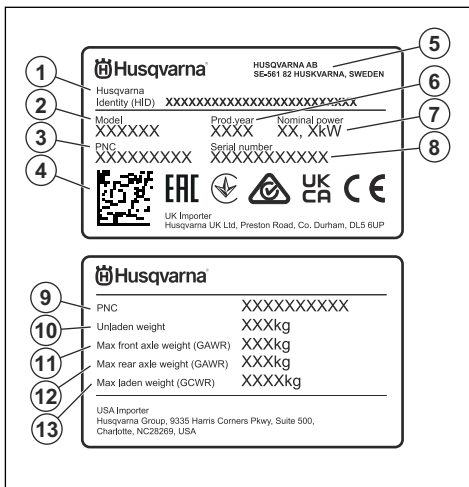 Husqvarna
HUSQVARNA AB
SE-561 82 HUSKVARNA, SWEDEN
5
1
Husqvarna
Identity (HID) XXXXXXXXXXXXXXXXXXXXXXXXX
6
2
Model Prod.year Nominal power
XXXXXX XXXX XX, XkW
7
3
PNC Serial number
XXXXXXXXX XXXXXXXXXXX
8
4
EAC UK CA CE
UK Importer
Husqvarna UK Ltd, Preston Road, Co. Durham, DL5 6UP
Husqvarna
9
PNC XXXXXXXXXX
10
Unladen weight XXXkg
11
Max front axle weight (GAWR) XXXkg
12
Max rear axle weight (GAWR) XXXkg
13
Max laden weight (GCWR) XXXXkg
USA Importer
Husqvarna Group, 9335 Harris Corners Pkwy, Suite 500,
Charlotte, NC28269, USA